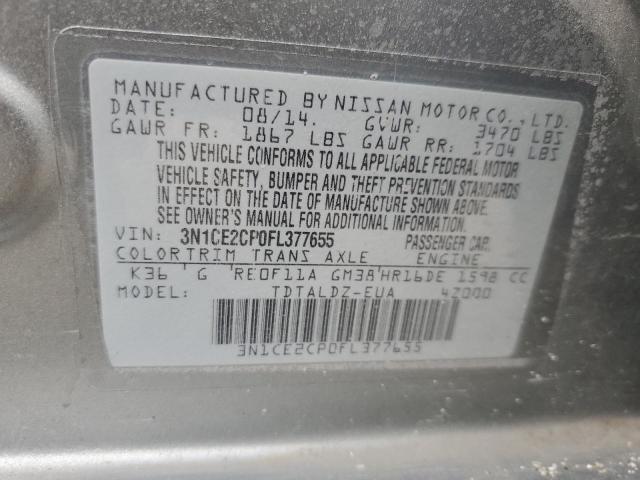 MANUFACTURED BY NISSAN MOTOR CO., LTD.
DATE: 08/14. GVWR: 3470 LBS
GAWR FR: 1867 LBS GAWR RR: 1704 LBS
THIS VEHICLE CONFORMS TO ALL APPLICABLE FEDERAL MOTOR
VEHICLE SAFETY, BUMPER AND THEFT PREVENTION STANDARDS
IN EFFECT ON THE DATE OF MANUFACTURE SHOWN ABOVE.
SEE OWNER'S MANUAL FOR ADDITIONAL INFORMATION.
VIN: 3N1CE2CP0FL377655 PASSENGER CAR
COLOR TRIM TRANS AXLE ENGINE
K36 G RE0F11A GM38 HR16DE 1598 CC
MODEL: TDTALDZ-EUA 4Z000
3N1CE2CP0FL377655